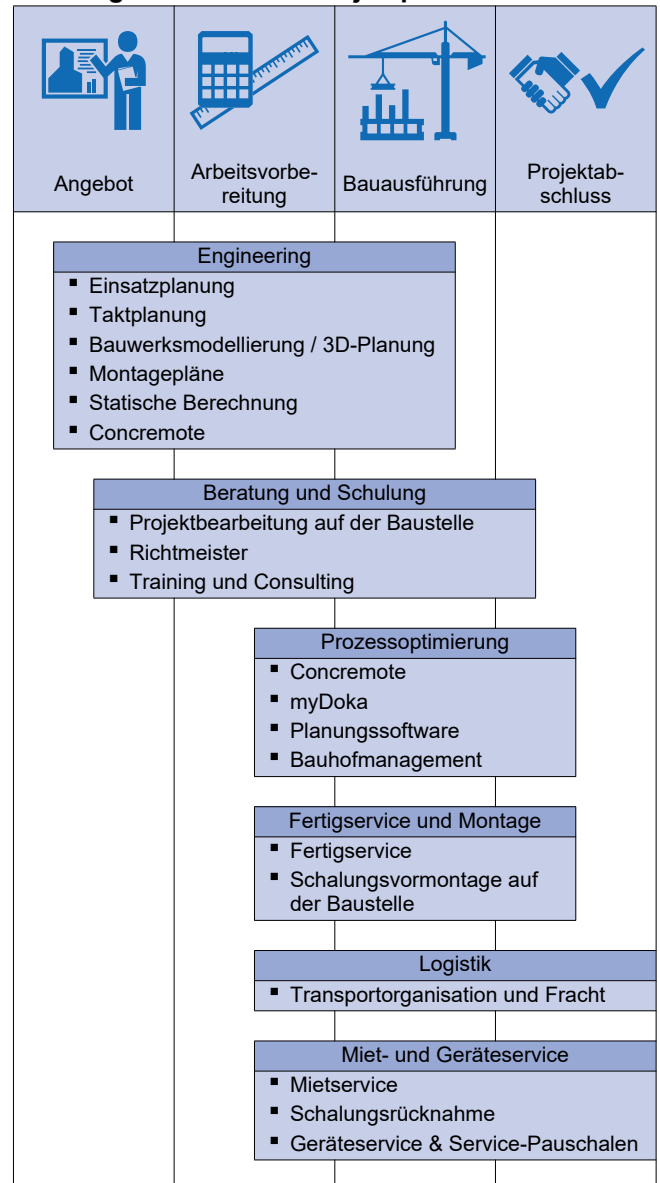 Angebot
Arbeitsvorbe-
reitung
Bauausführung
Projektab-
schluss
Engineering
▪ Einsatzplanung
▪ Taktplanung
▪ Bauwerksmodellierung / 3D-Planung
▪ Montagepläne
▪ Statische Berechnung
▪ Concremote
Beratung und Schulung
▪ Projektbearbeitung auf der Baustelle
▪ Richtmeister
▪ Training und Consulting
Prozessoptimierung
▪ Concremote
▪ myDoka
▪ Planungssoftware
▪ Bauhofmanagement
Fertigservice und Montage
▪ Fertigservice
▪ Schalungsvormontage auf
der Baustelle
Logistik
▪ Transportorganisation und Fracht
Miet- und Geräteservice
▪ Mietservice
▪ Schalungsrücknahme
▪ Geräteservice & Service-Pauschalen